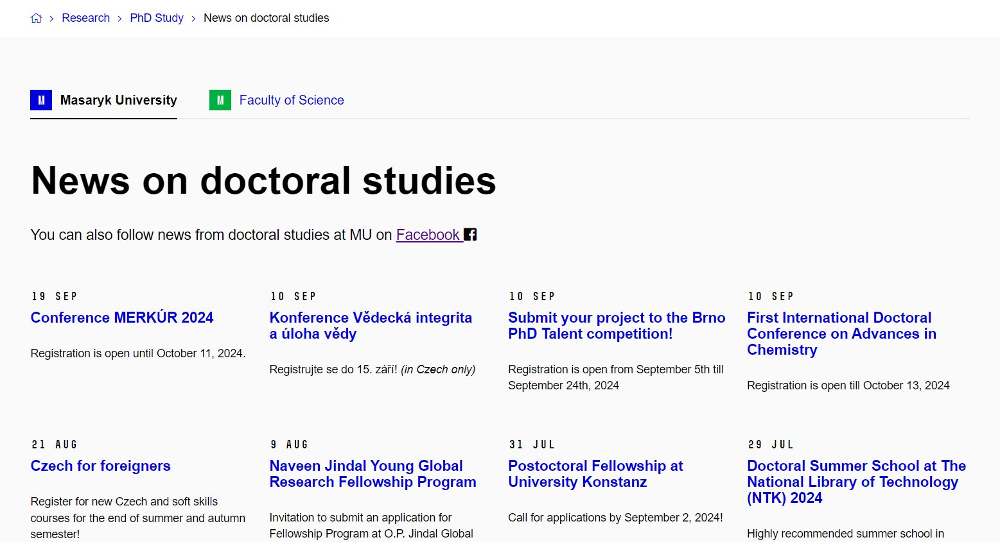 Research > PhD Study > News on doctoral studies
M Masaryk University
M Faculty of Science
News on doctoral studies
You can also follow news from doctoral studies at MU on Facebook
19 SEP
Conference MERKÚR 2024
Registration is open until October 11, 2024.
10 SEP
Konference Vědecká integrita
a úloha vědy
Registrujte se do 15. září! (in Czech only)
10 SEP
Submit your project to the Brno
PhD Talent competition!
Registration is open from September 5th till
September 24th, 2024
10 SEP
First International Doctoral
Conference on Advances in
Chemistry
Registration is open till October 13, 2024
21 AUG
Czech for foreigners
Register for new Czech and soft skills
courses for the end of summer and autumn
semester!
9 AUG
Naveen Jindal Young Global
Research Fellowship Program
Invitation to submit an application for
Fellowship Program at O.P. Jindal Global
31 JUL
Postoctoral Fellowship at
University Konstanz
Call for applications by September 2, 2024!
29 JUL
Doctoral Summer School at The
National Library of Technology
(NTK) 2024
Highly recommended summer school in